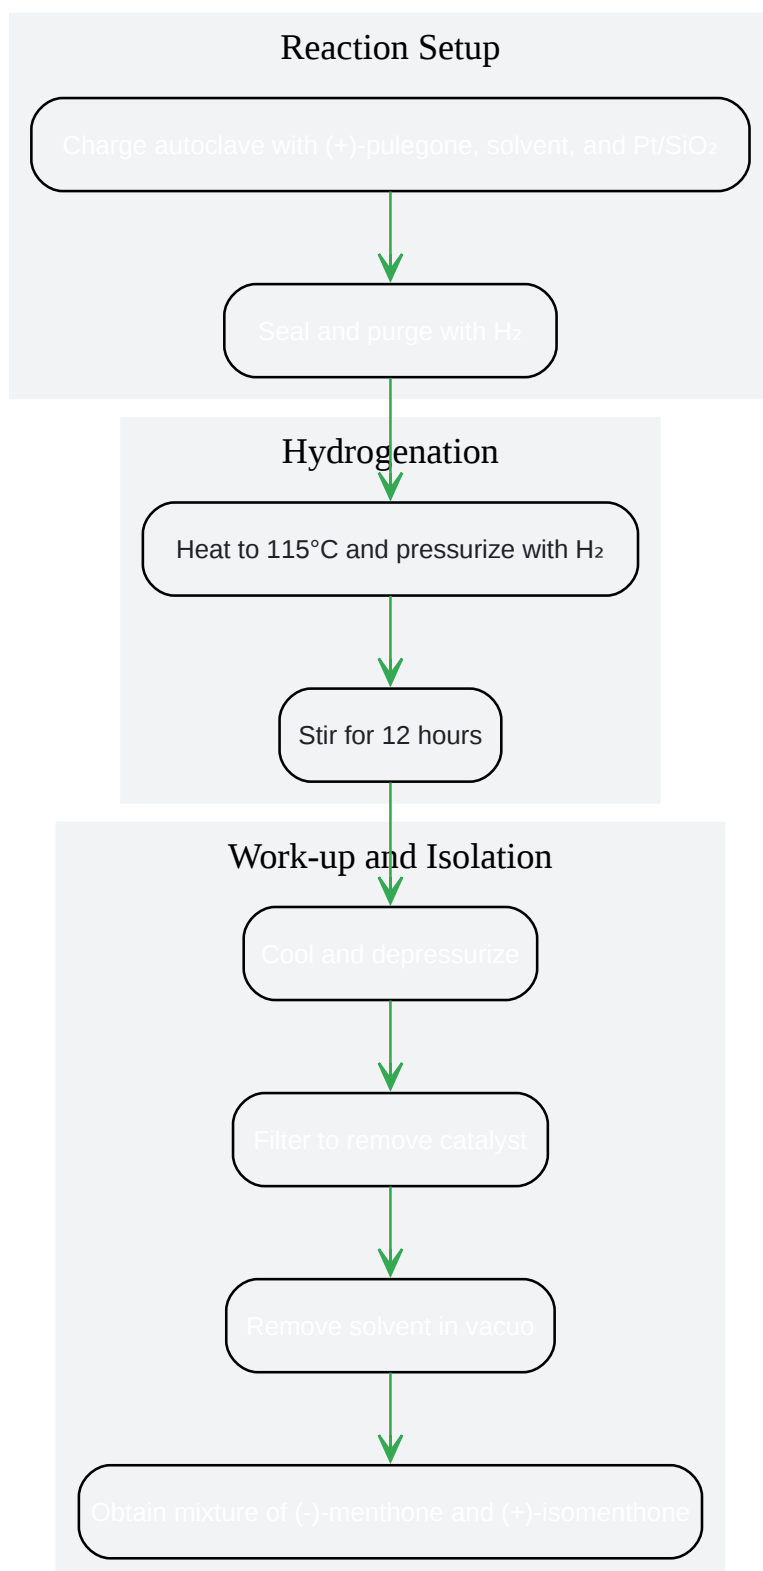 Reaction Setup
Charge autoclave with (+)-pulegone, solvent, and Pt/SiO₂
Seal and purge with H₂
Hydrogenation
Heat to 115°C and pressurize with H₂
Stir for 12 hours
Work-up and Isolation
Cool and depressurize
Filter to remove catalyst
Remove solvent in vacuo
Obtain mixture of (-)-menthone and (+)-isomenthone